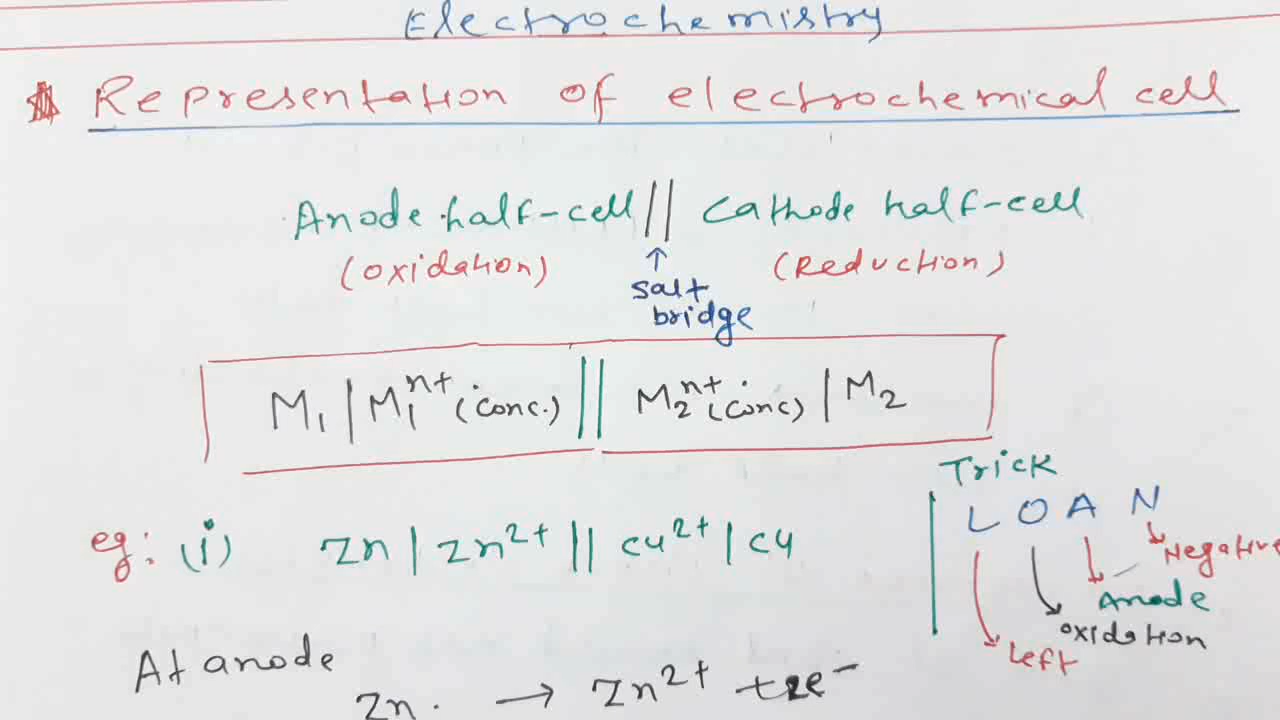 Electrochemistry
Representation of electrochemical cell
Anode half-cell || Cathode half-cell
(oxidation) (Reduction)
↑
Salt
bridge
M₁ | M₁ⁿ⁺ (conc.) || M₂ⁿ⁺ (conc) | M₂
Trick
L O A N
Negative
Anode
oxidation
Left
eg: (i) Zn | Zn²⁺ || Cu²⁺ | Cu
At anode
Zn. → Zn²⁺ + 2e⁻